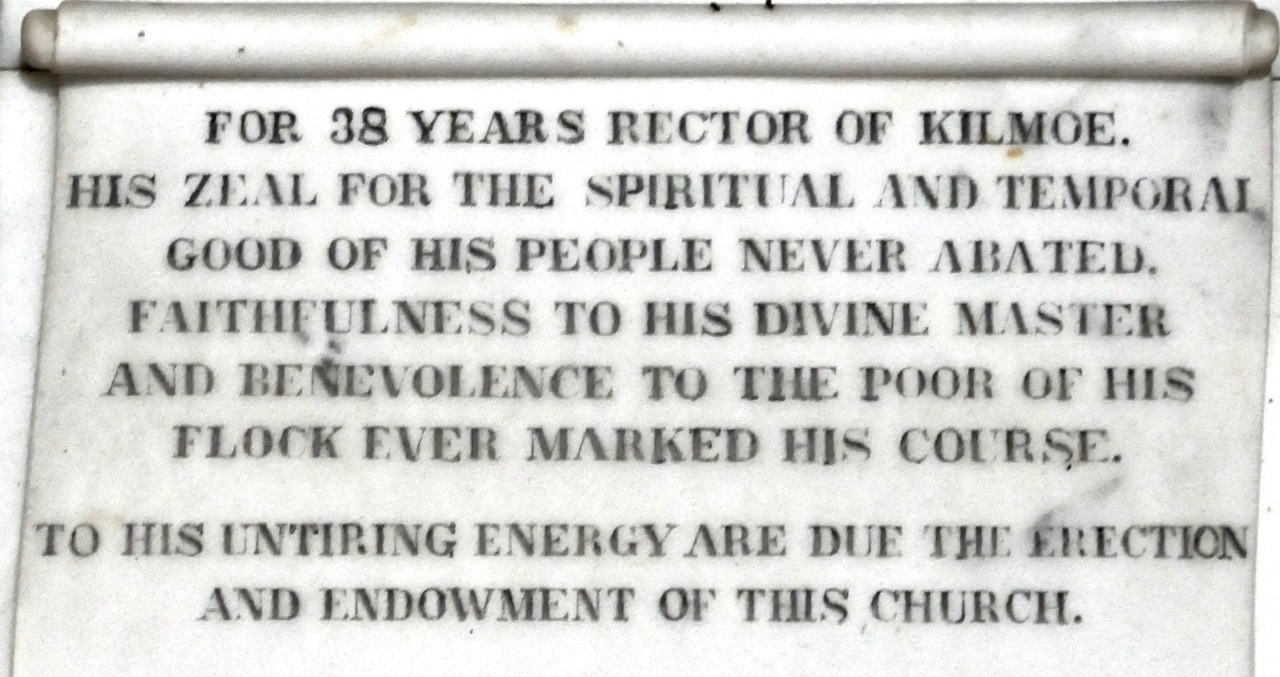 FOR 38 YEARS RECTOR OF KILMOE.
HIS ZEAL FOR THE SPIRITUAL AND TEMPORAL
GOOD OF HIS PEOPLE NEVER ABATED.
FAITHFULNESS TO HIS DIVINE MASTER
AND BENEVOLENCE TO THE POOR OF HIS
FLOCK EVER MARKED HIS COURSE.
TO HIS UNTIRING ENERGY ARE DUE THE ERECTION
AND ENDOWMENT OF THIS CHURCH.